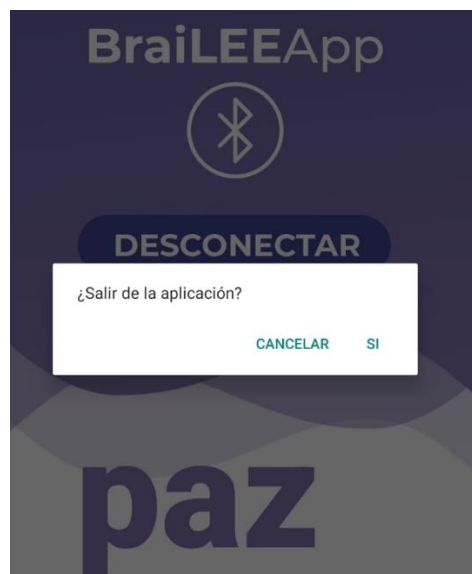 BraiLEEApp
DESCONECTAR
¿Salir de la aplicación?
CANCELAR SI
paz